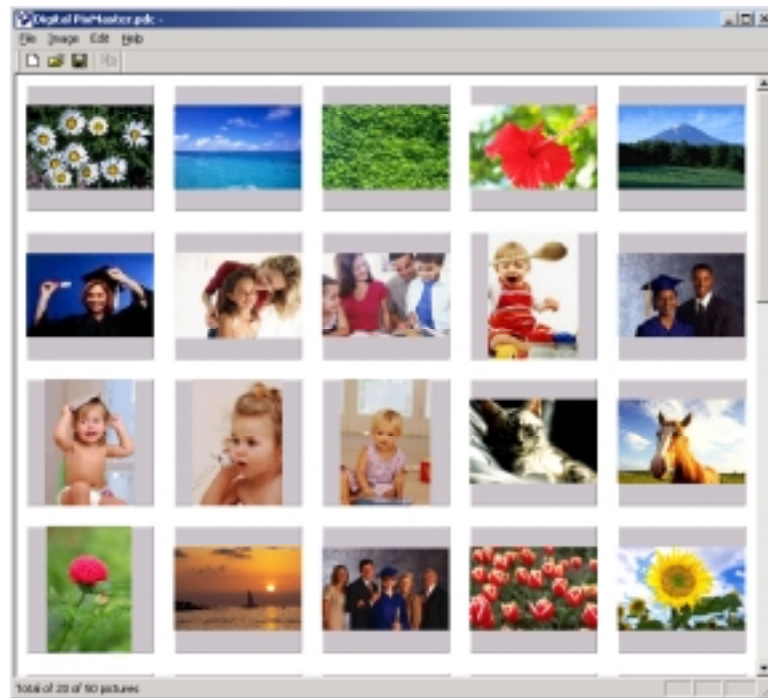 Digital PixMaster.pdc -
File Image Edit Help
Total of 20 of 50 pictures